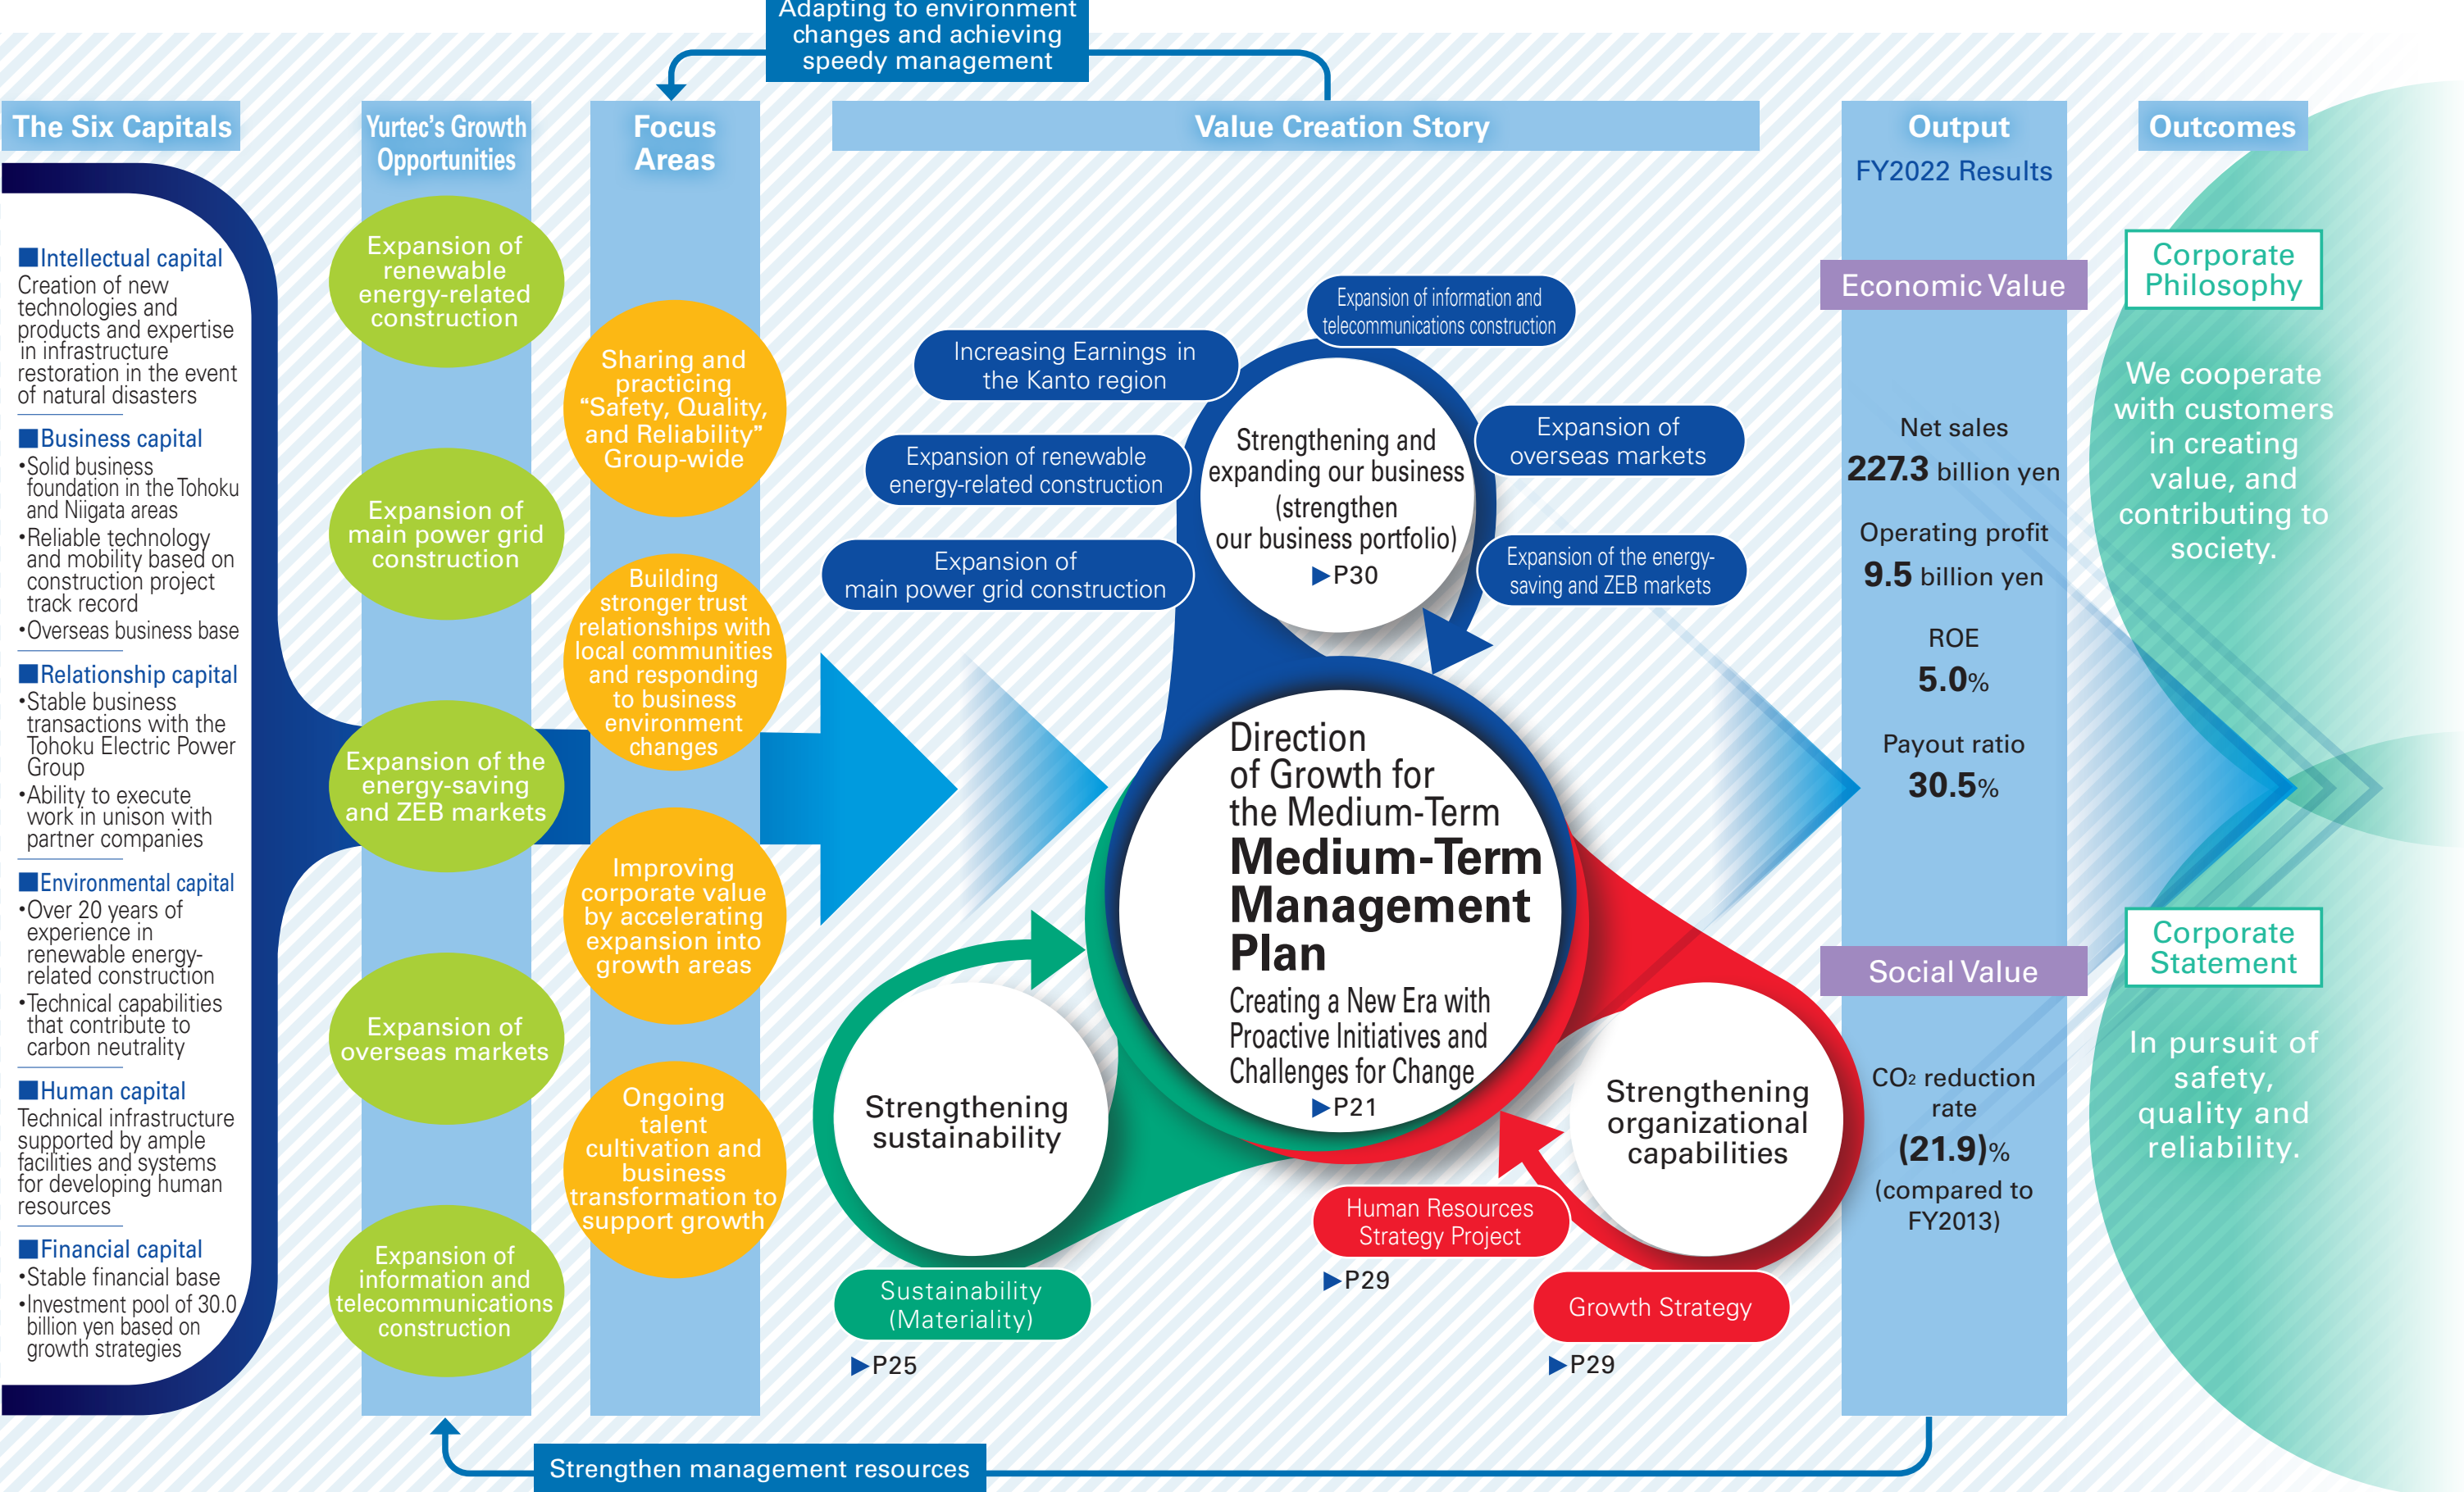 Adapting to environment
changes and achieving
speedy management
The Six Capitals
■Intellectual capital
Creation of new
technologies and
products and expertise
in infrastructure
restoration in the event
of natural disasters
■Business capital
・Solid business
foundation in the Tohoku
and Niigata areas
・Reliable technology
and mobility based on
construction project
track record
・Overseas business base
■Relationship capital
・Stable business
transactions with the
Tohoku Electric Power
Group
・Ability to execute
work in unison with
partner companies
■Environmental capital
・Over 20 years of
experience in
renewable energy-
related construction
・Technical capabilities
that contribute to
carbon neutrality
■Human capital
Technical infrastructure
supported by ample
facilities and systems
for developing human
resources
■Financial capital
・Stable financial base
・Investment pool of 30.0
billion yen based on
growth strategies
Yurtec's Growth
Opportunities
Expansion of
renewable
energy-related
construction
Expansion of
main power grid
construction
Expansion of the
energy-saving
and ZEB markets
Expansion of
overseas markets
Expansion of
information and
telecommunications
construction
Focus
Areas
Sharing and
practicing
“Safety, Quality,
and Reliability”
Group-wide
Building
stronger trust
relationships with
local communities
and responding
to business
environment
changes
Improving
corporate value
by accelerating
expansion into
growth areas
Ongoing
talent
cultivation and
business
transformation to
support growth
Value Creation Story
Expansion of information and
telecommunications construction
Increasing Earnings in
the Kanto region
Expansion of
overseas markets
Expansion of renewable
energy-related construction
Expansion of the energy-
saving and ZEB markets
Expansion of
main power grid construction
Strengthening and
expanding our business
(strengthen
our business portfolio)
▶P30
Direction
of Growth for
the Medium-Term
Medium-Term
Management
Plan
Creating a New Era with
Proactive Initiatives and
Challenges for Change
▶P21
Strengthening
sustainability
Sustainability
(Materiality)
▶P25
Strengthening
organizational
capabilities
Human Resources
Strategy Project
▶P29
Growth Strategy
▶P29
Output
FY2022 Results
Economic Value
Net sales
227.3 billion yen
Operating profit
9.5 billion yen
ROE
5.0%
Payout ratio
30.5%
Social Value
CO2 reduction
rate
(21.9)%
(compared to
FY2013)
Outcomes
Corporate
Philosophy
We cooperate
with customers
in creating
value, and
contributing to
society.
Corporate
Statement
In pursuit of
safety,
quality and
reliability.
Strengthen management resources